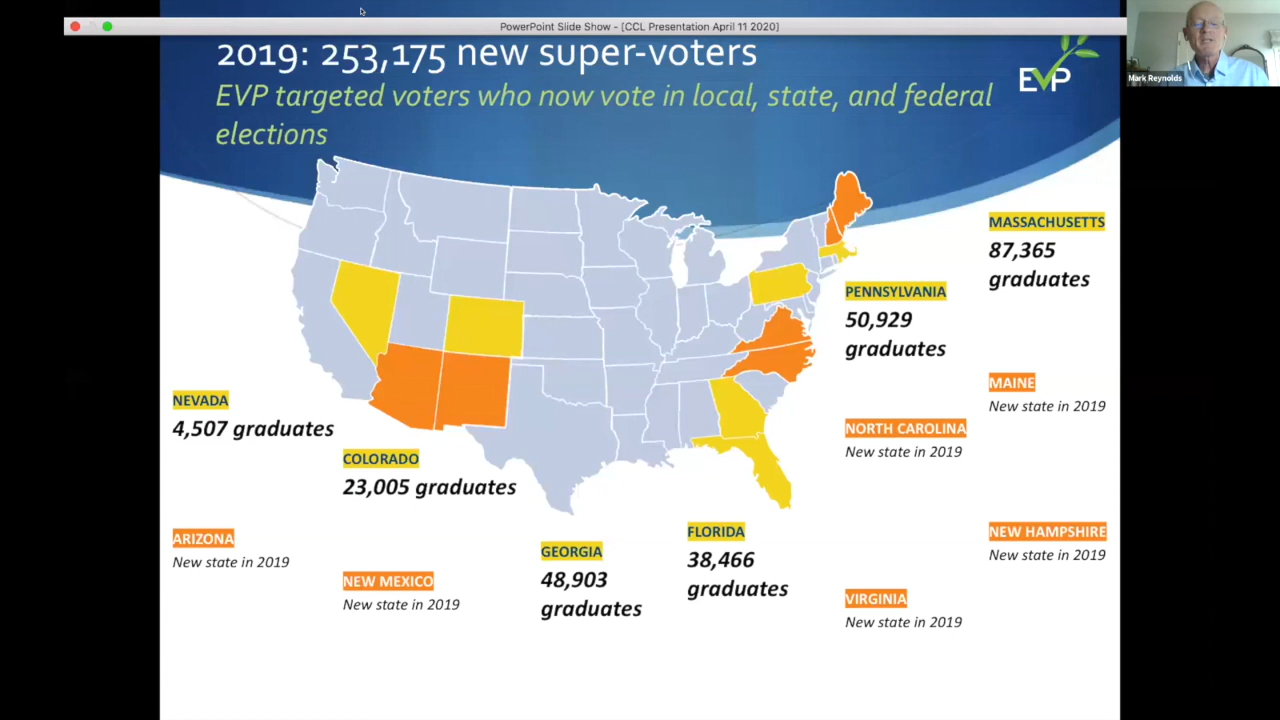 PowerPoint Slide Show - [CCL Presentation April 11 2020]
Mark Reynolds
2019: 253,175 new super-voters
EVP targeted voters who now vote in local, state, and federal
elections
EVP
MASSACHUSETTS
87,365
graduates
PENNSYLVANIA
50,929
graduates
MAINE
New state in 2019
NEVADA
4,507 graduates
NORTH CAROLINA
New state in 2019
COLORADO
23,005 graduates
ARIZONA
New state in 2019
NEW MEXICO
New state in 2019
GEORGIA
48,903
graduates
FLORIDA
38,466
graduates
NEW HAMPSHIRE
New state in 2019
VIRGINIA
New state in 2019